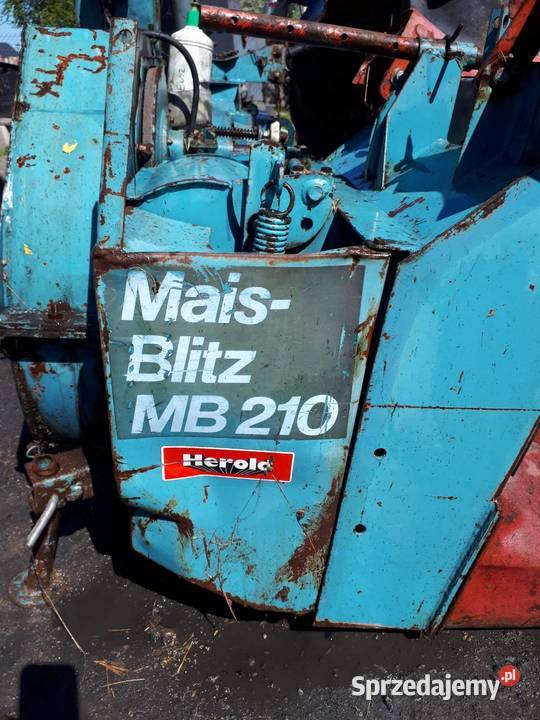 Mais-
Blitz
MB 210
Herold
Sprzedajemy.pl